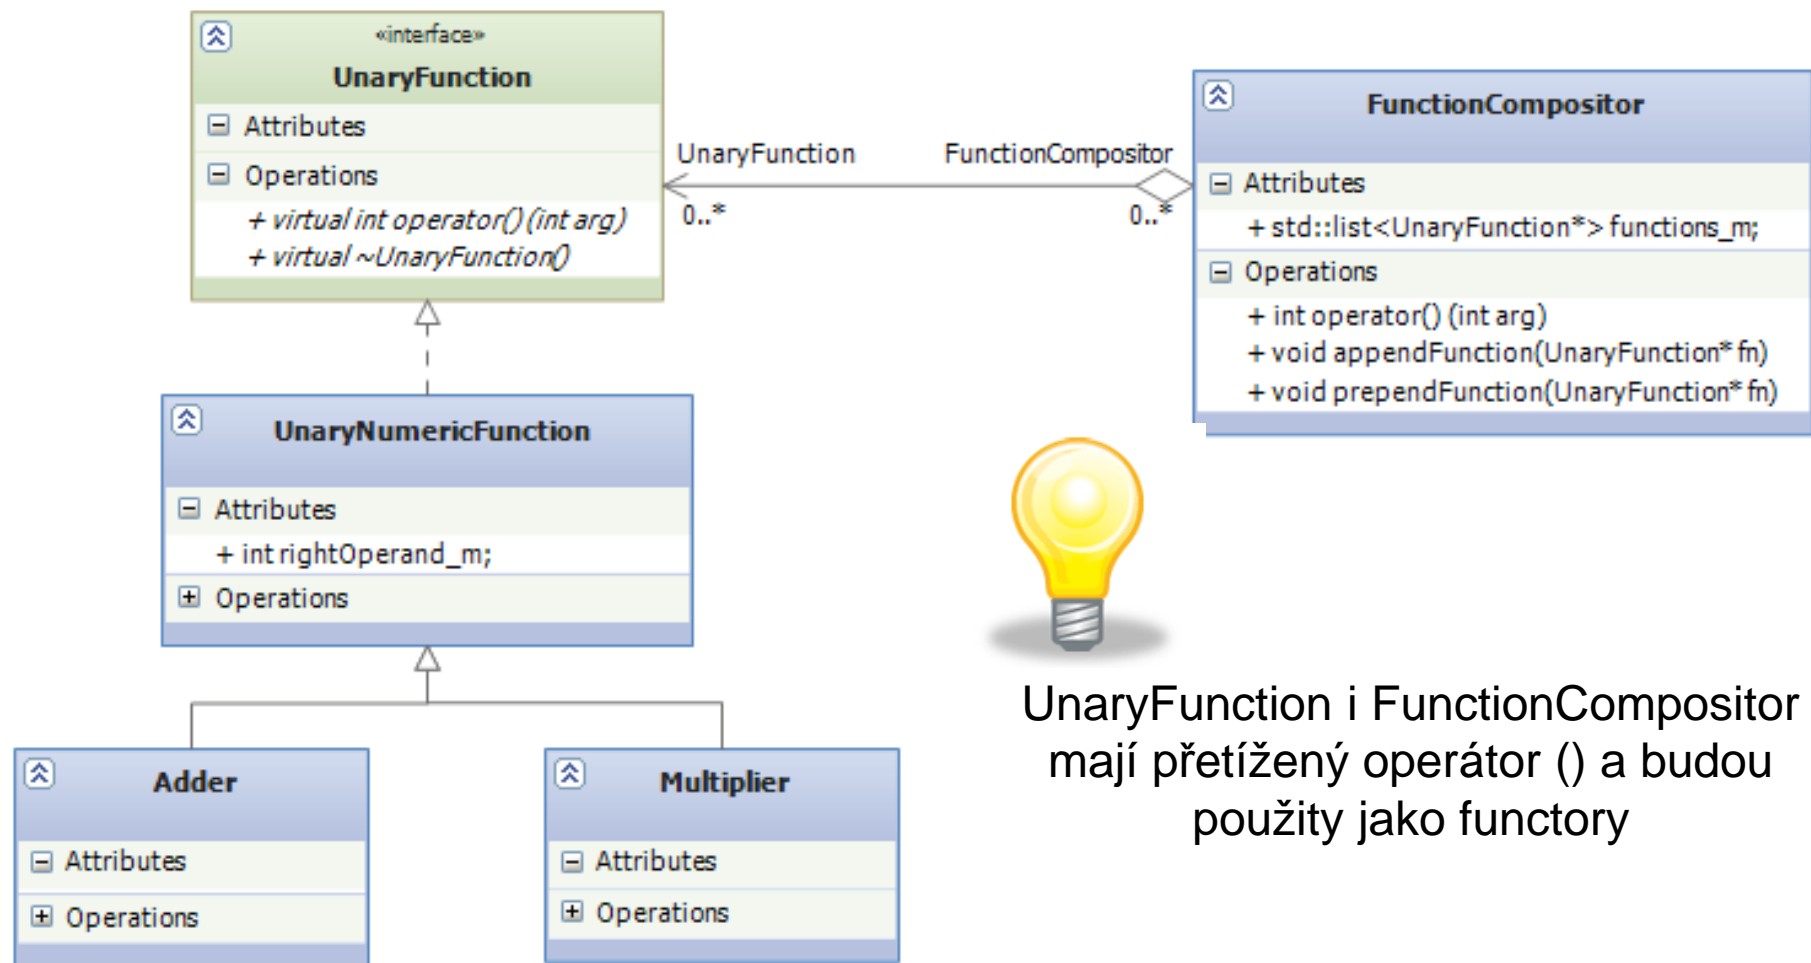 «interface»
UnaryFunction
Attributes
Operations
+ virtual int operator() (int arg)
+ virtual ~UnaryFunction()
UnaryFunction
0..*
FunctionCompositor
0..*
FunctionCompositor
Attributes
+ std::list<UnaryFunction*> functions_m;
Operations
+ int operator() (int arg)
+ void appendFunction(UnaryFunction* fn)
+ void prependFunction(UnaryFunction* fn)
UnaryNumericFunction
Attributes
+ int rightOperand_m;
Operations
Adder
Attributes
Operations
Multiplier
Attributes
Operations
UnaryFunction i FunctionCompositor
mají přetížený operátor () a budou
použity jako functory